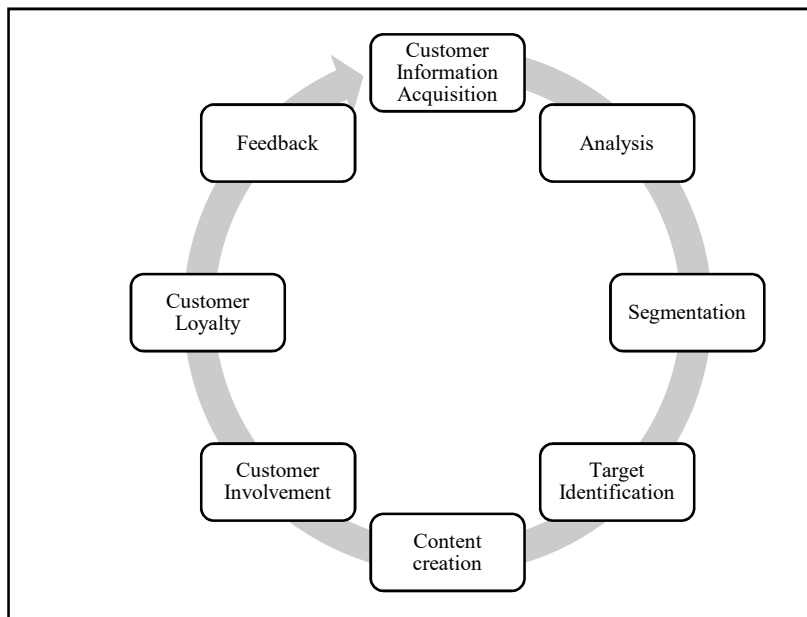 Customer
Information
Acquisition
Analysis
Segmentation
Target
Identification
Content
creation
Customer
Involvement
Customer
Loyalty
Feedback